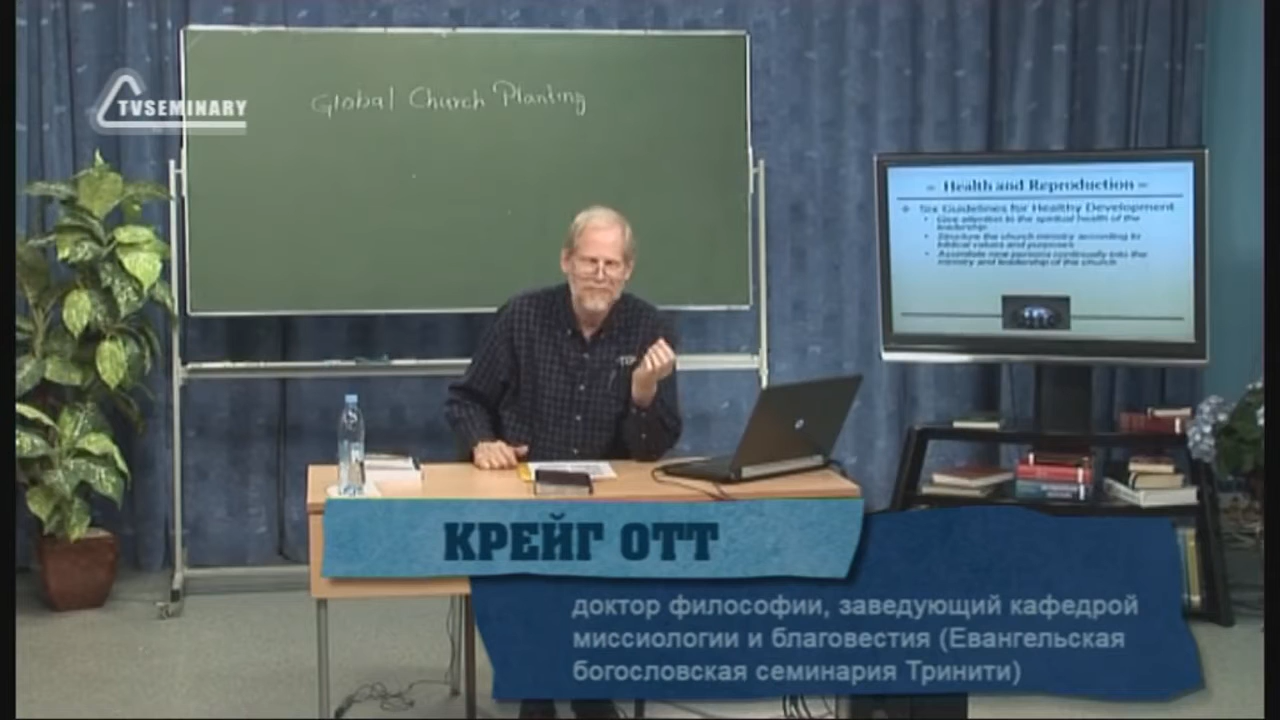 TVSEMINARY
Global Church Planting
Health and Reproduction
Six Guidelines for Healthy Development
Give attention to the spiritual health of the
leadership
Structure the church ministry according to
biblical values and purposes
Assimilate new persons continually into the
ministry and leadership of the church
КРЕЙГ ОТТ
доктор философии, заведующий кафедрой
миссиологии и благовестия (Евангельская
богословская семинария Тринити)